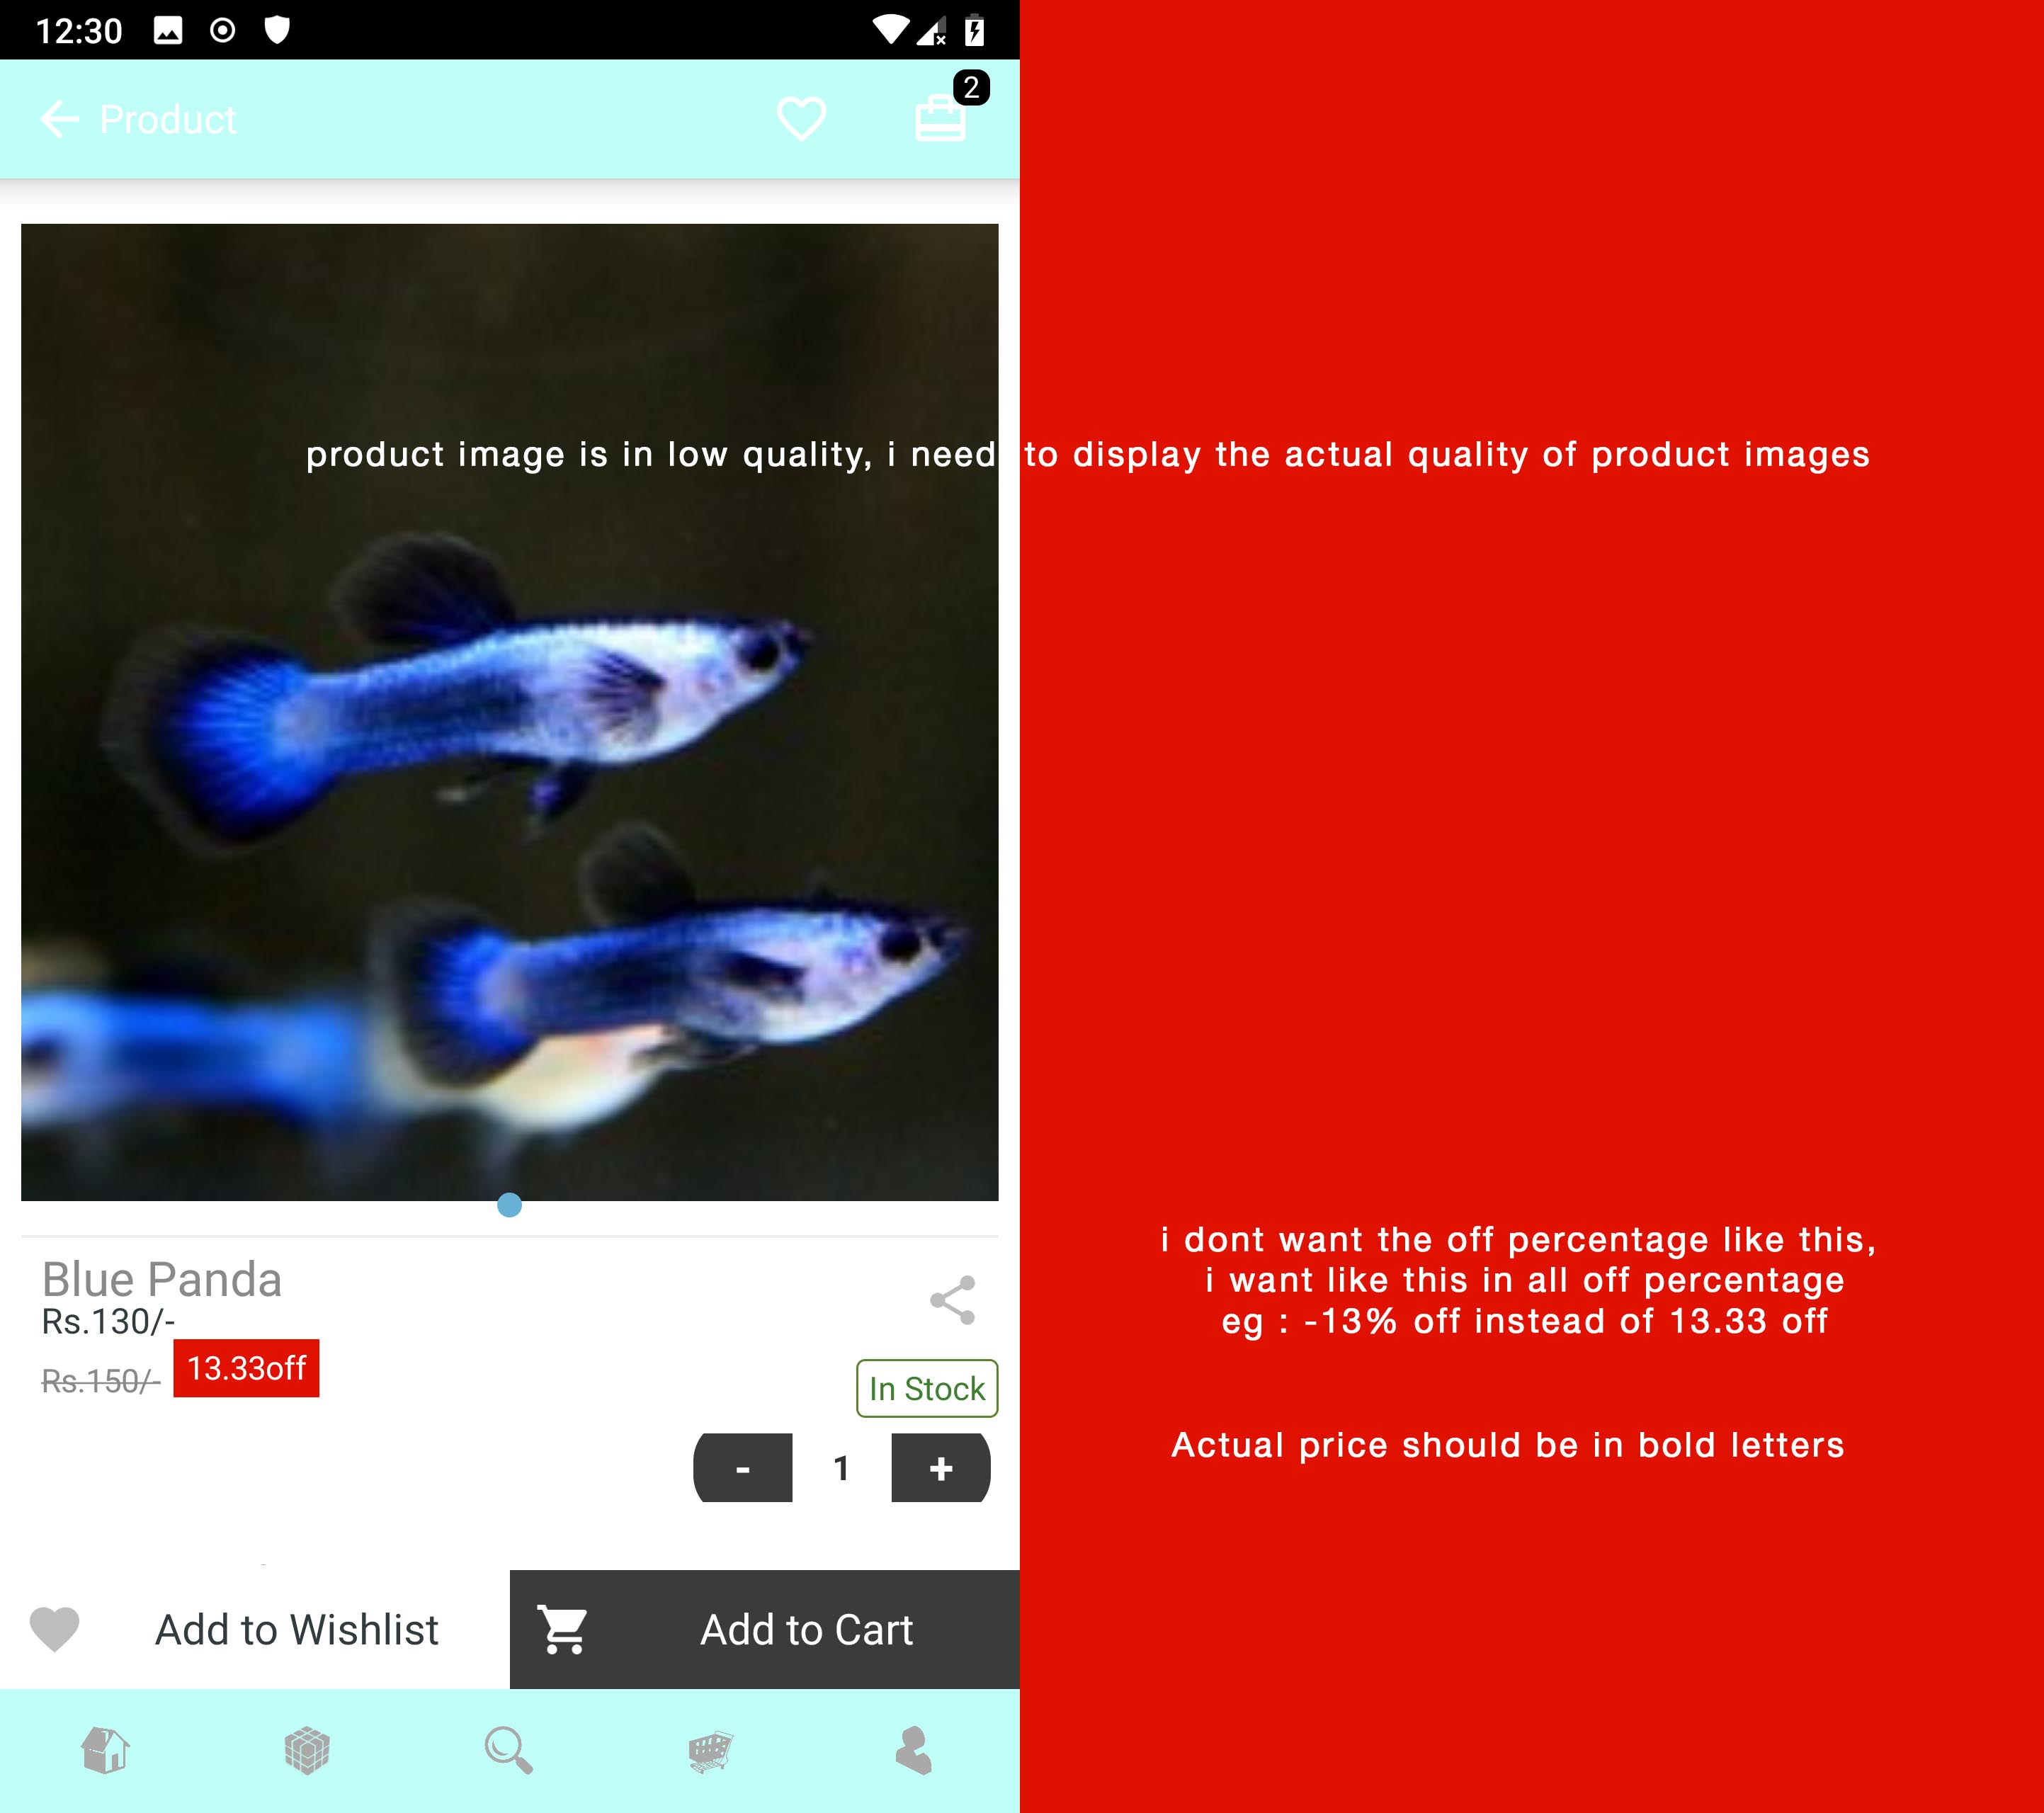 12:30
Product
2
product image is in low quality, i need to display the actual quality of product images
Blue Panda
Rs.130/-
Rs.150/-
13.33off
In Stock
- 1 +
i dont want the off percentage like this,
i want like this in all off percentage
eg : -13% off instead of 13.33 off
Actual price should be in bold letters
Add to Wishlist
Add to Cart